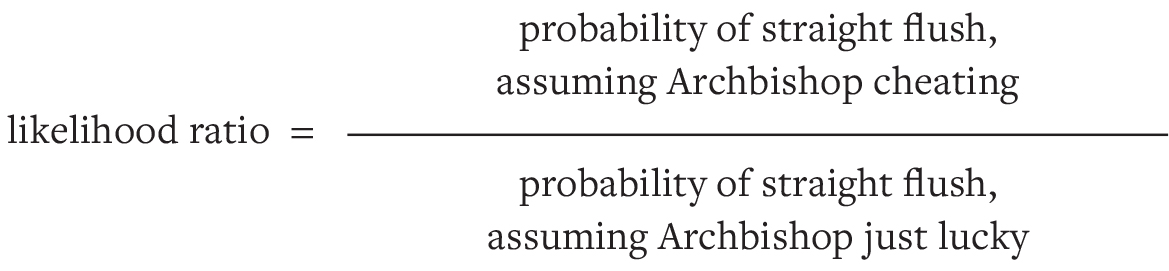 probability of straight flush,
assuming Archbishop cheating
likelihood ratio =
probability of straight flush,
assuming Archbishop just lucky